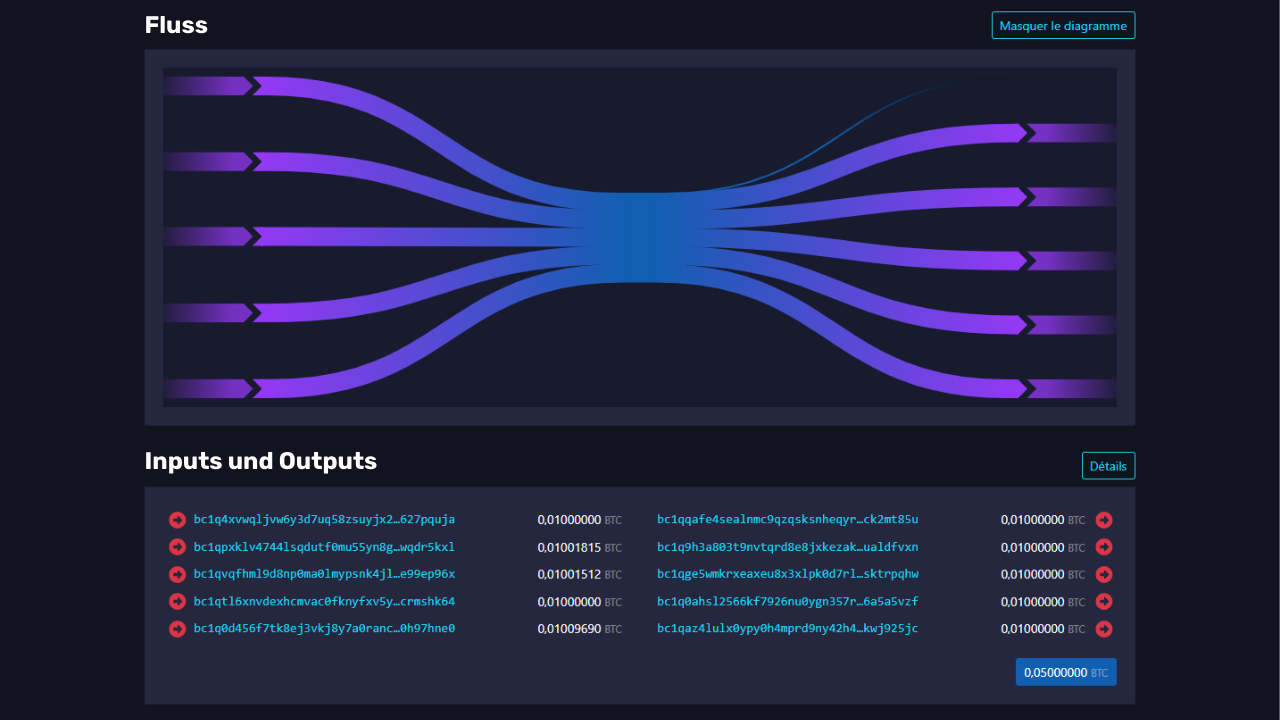 Fluss
Masquer le diagramme
Inputs und Outputs
Détails
bc1q4xvwqljvw6y3d7uq58zsuyjx2…627pquja 0,01000000 BTC bc1qqafe4sealnmc9qzqsksnheqyr…ck2mt85u 0,01000000 BTC
bc1qpxklv4744lsqdutf0mu55yn8g…wqdr5kxl 0,01001815 BTC bc1q9h3a803t9nvtqrd8e8jxkezak…ualdfvxn 0,01000000 BTC
bc1qvqfhml9d8np0ma0lmypsnk4jl…e99ep96x 0,01001512 BTC bc1qge5wmkrxeaxeu8x3xlpk0d7rl…sktrpqhw 0,01000000 BTC
bc1qtl6xnvdexhcmvac0fknyfxv5y…crmshk64 0,01000000 BTC bc1q0ahsl2566kf7926nu0ygn357r…6a5a5vzf 0,01000000 BTC
bc1q0d456f7tk8ej3vkj8y7a0ranc…0h97hne0 0,01009690 BTC bc1qaz4lulx0ypy0h4mprd9ny42h4…kwj925jc 0,01000000 BTC
0,05000000 BTC